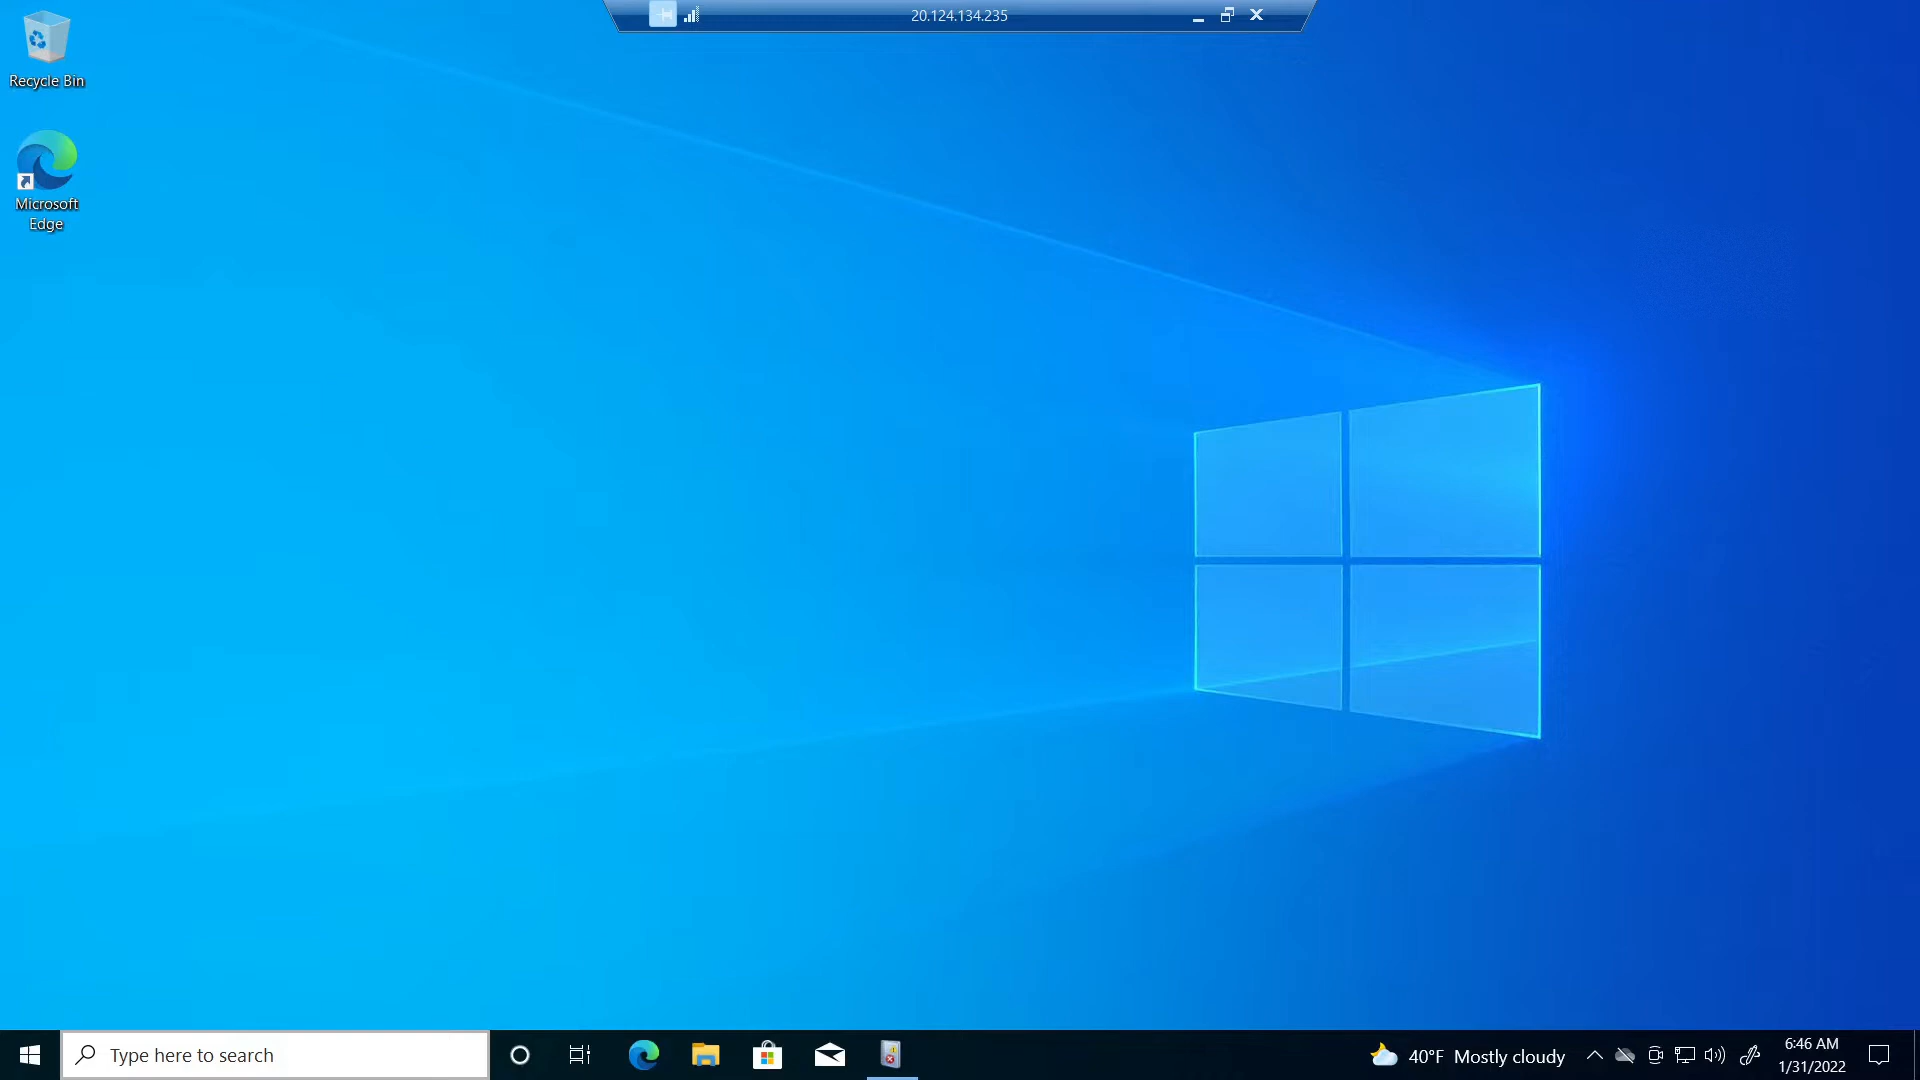 20.124.134.235
Recycle Bin
Microsoft
Edge
Type here to search
40°F Mostly cloudy
6:46 AM
1/31/2022